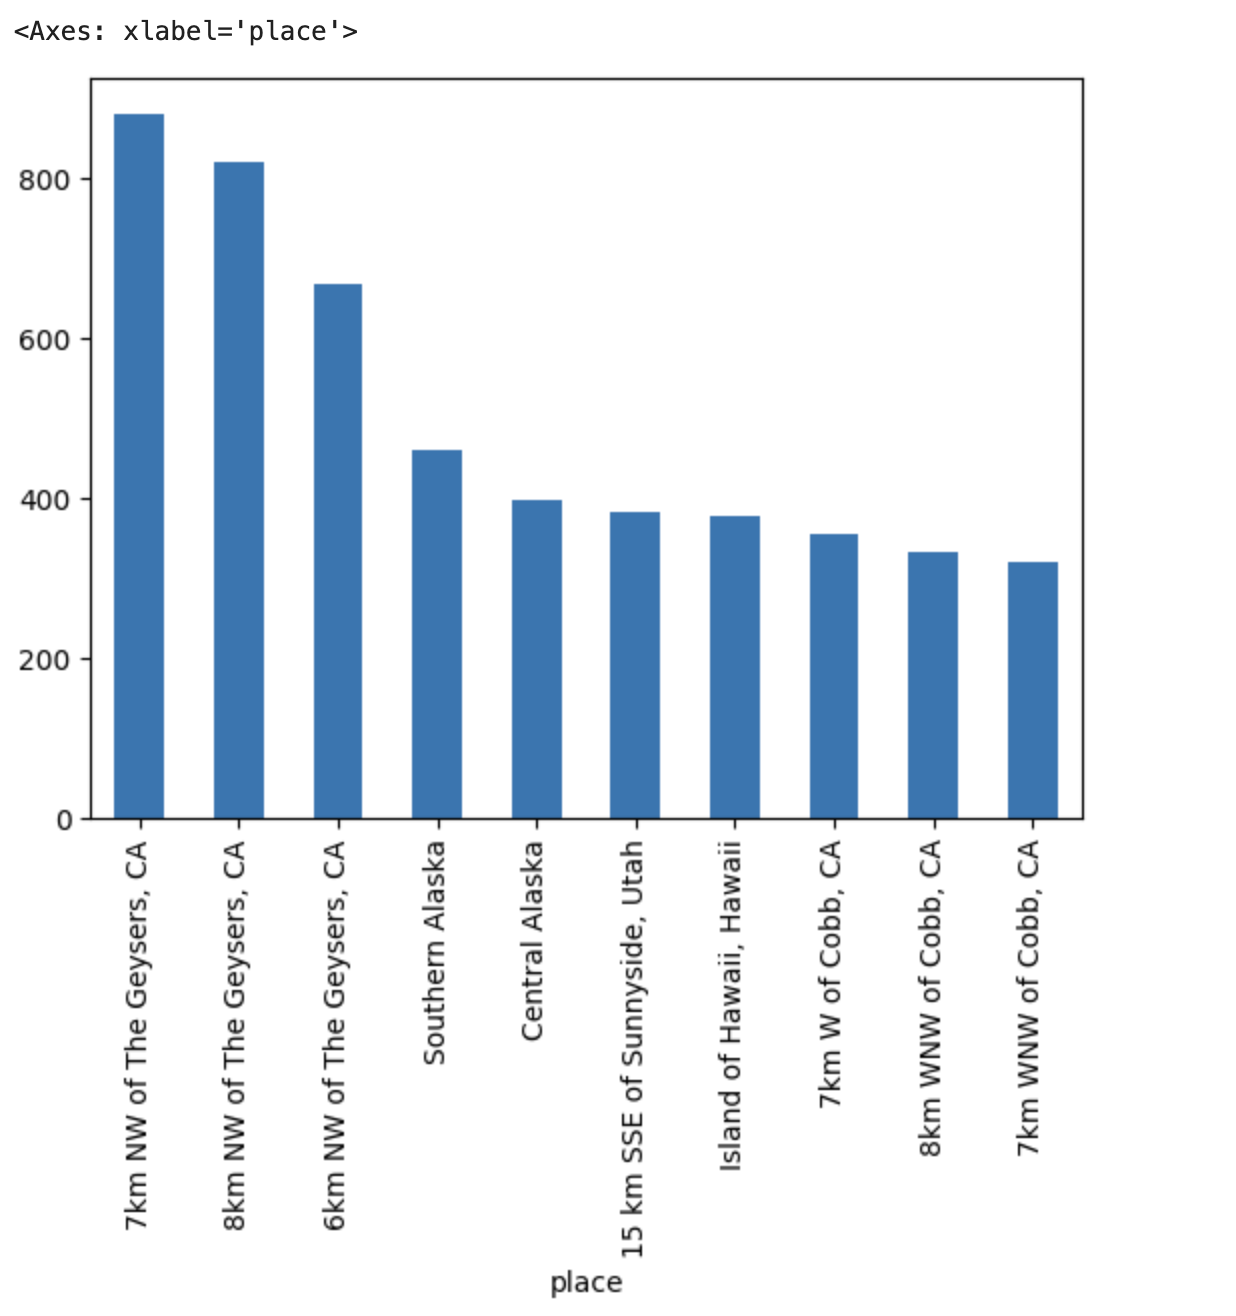 <Axes: xlabel='place'>
800
600
400
200
0
7km NW of The Geysers, CA
8km NW of The Geysers, CA
6km NW of The Geysers, CA
Southern Alaska
Central Alaska
15 km SSE of Sunnyside, Utah
Island of Hawaii, Hawaii
7km W of Cobb, CA
8km WNW of Cobb, CA
7km WNW of Cobb, CA
place